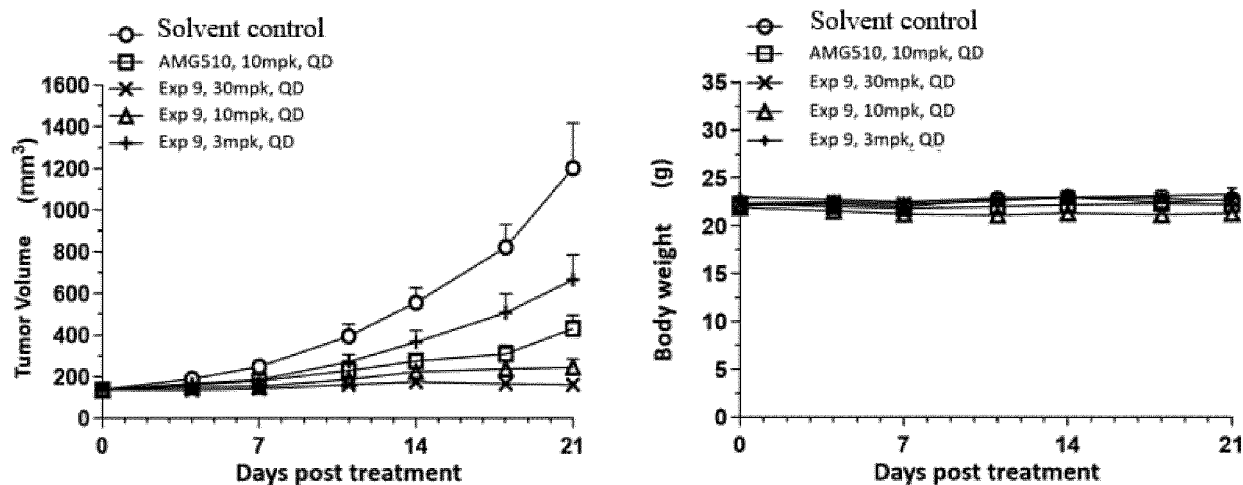 Solvent control
AMG510, 10mpk, QD
Exp 9, 30mpk, QD
Exp 9, 10mpk, QD
Exp 9, 3mpk, QD
Tumor Volume (mm³)
1600
1400
1200
1000
800
600
400
200
0
0 7 14 21
Days post treatment
Solvent control
AMG510, 10mpk, QD
Exp 9, 30mpk, QD
Exp 9, 10mpk, QD
Exp 9, 3mpk, QD
Body weight (g)
35
30
25
20
15
10
5
0
0 7 14 21
Days post treatment